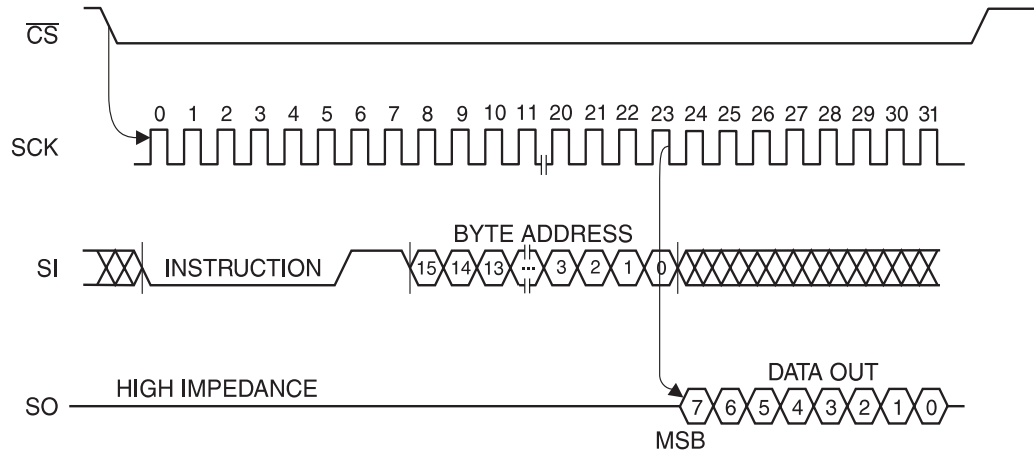 CS
0 1 2 3 4 5 6 7 8 9 10 11 20 21 22 23 24 25 26 27 28 29 30 31
SCK
BYTE ADDRESS
SI INSTRUCTION 15 14 13 ... 3 2 1 0
HIGH IMPEDANCE DATA OUT
SO 7 6 5 4 3 2 1 0
MSB